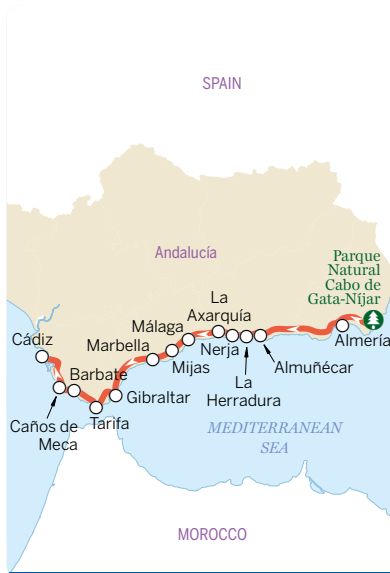 SPAIN
Andalucía
Parque
Natural
Cabo de
Gata-Níjar
La
Axarquía
Málaga
Almería
Cádiz
Marbella
Nerja
Mijas
Almuñécar
Barbate
La
Herradura
Gibraltar
Caños de
Meca
Tarifa
MEDITERRANEAN
SEA
MOROCCO